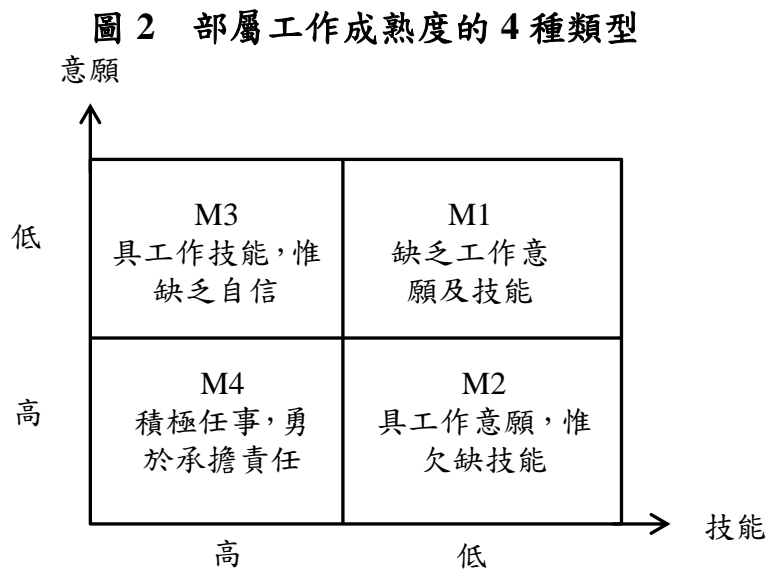 圖 2 部屬工作成熟度的 4 種類型
意願
低
M3
具工作技能，惟
缺乏自信
M1
缺乏工作意
願及技能
高
M4
積極任事，勇
於承擔責任
M2
具工作意願，惟
欠缺技能
技能
高
低